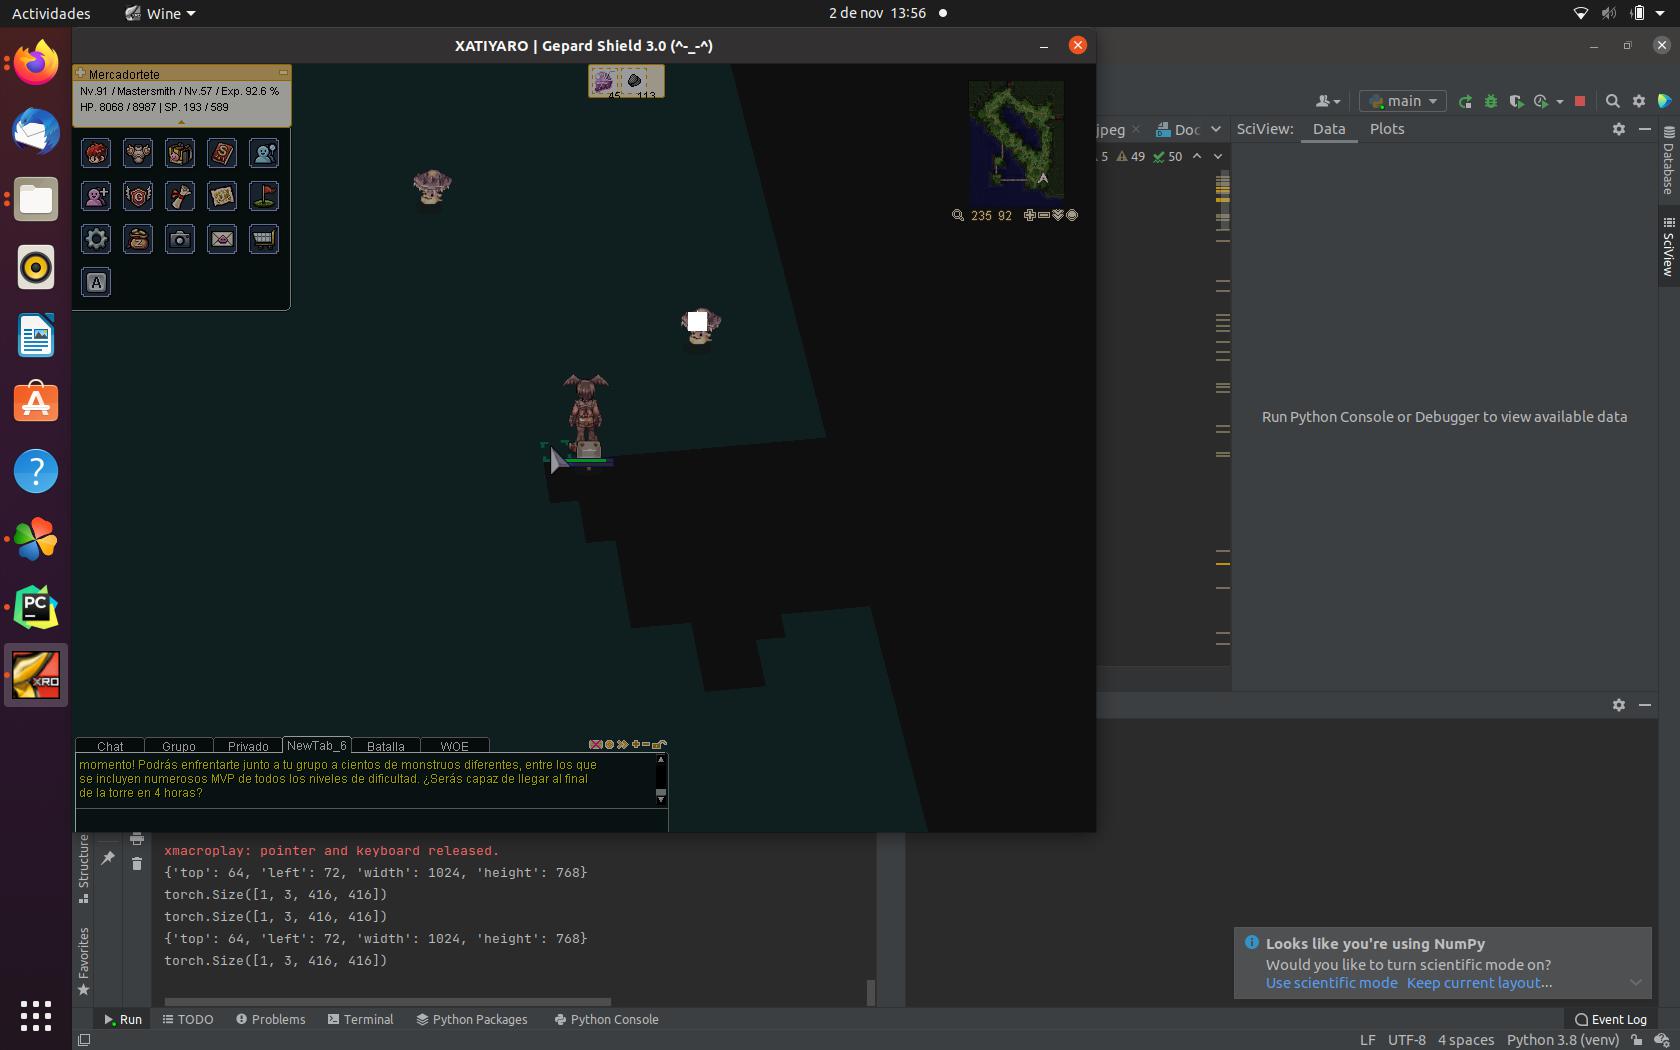 Actividades
Wine
2 de nov 13:56
XATIYARO | Gepard Shield 3.0 (^-_-^)
Mercadortete
Nv.91 / Mastersmith / Nv.57 / Exp. 92.6 %
HP. 8068 / 8987 | SP. 193 / 589
45
113
235 92
main
jpeg
Doc
SciView:
Data
Plots
5
49
50
Database
SciView
Run Python Console or Debugger to view available data
XRO
PC
A
Chat
Grupo
Privado
NewTab_6
Batalla
WOE
momento! Podrás enfrentarte junto a tu grupo a cientos de monstruos diferentes, entre los que
se incluyen numerosos MVP de todos los niveles de dificultad. ¿Serás capaz de llegar al final
de la torre en 4 horas?
Structure
Favorites
xmacroplay: pointer and keyboard released.
{'top': 64, 'left': 72, 'width': 1024, 'height': 768}
torch.Size([1, 3, 416, 416])
torch.Size([1, 3, 416, 416])
{'top': 64, 'left': 72, 'width': 1024, 'height': 768}
torch.Size([1, 3, 416, 416])
Looks like you're using NumPy
Would you like to turn scientific mode on?
Use scientific mode Keep current layout...
Run
TODO
Problems
Terminal
Python Packages
Python Console
Event Log
LF UTF-8 4 spaces Python 3.8 (venv)